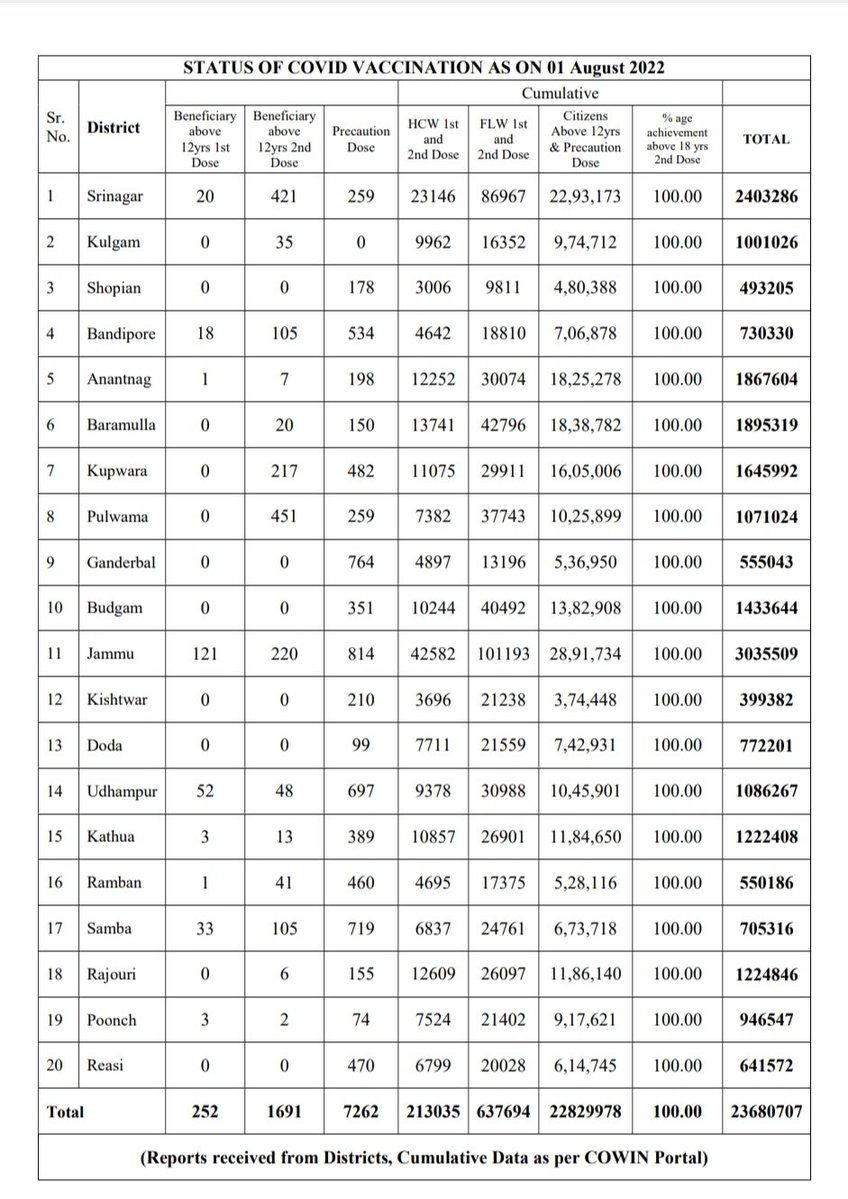 STATUS OF COVID VACCINATION AS ON 01 August 2022
Cumulative
Sr. No. District Beneficiary above 12yrs 1st Dose Beneficiary above 12yrs 2nd Dose Precaution Dose HCW 1st and 2nd Dose FLW 1st and 2nd Dose Citizens Above 12yrs & Precaution Dose % age achievement above 18 yrs 2nd Dose TOTAL
1 Srinagar 20 421 259 23146 86967 22,93,173 100.00 2403286
2 Kulgam 0 35 0 9962 16352 9,74,712 100.00 1001026
3 Shopian 0 0 178 3006 9811 4,80,388 100.00 493205
4 Bandipore 18 105 534 4642 18810 7,06,878 100.00 730330
5 Anantnag 1 7 198 12252 30074 18,25,278 100.00 1867604
6 Baramulla 0 20 150 13741 42796 18,38,782 100.00 1895319
7 Kupwara 0 217 482 11075 29911 16,05,006 100.00 1645992
8 Pulwama 0 451 259 7382 37743 10,25,899 100.00 1071024
9 Ganderbal 0 0 764 4897 13196 5,36,950 100.00 555043
10 Budgam 0 0 351 10244 40492 13,82,908 100.00 1433644
11 Jammu 121 220 814 42582 101193 28,91,734 100.00 3035509
12 Kishtwar 0 0 210 3696 21238 3,74,448 100.00 399382
13 Doda 0 0 99 7711 21559 7,42,931 100.00 772201
14 Udhampur 52 48 697 9378 30988 10,45,901 100.00 1086267
15 Kathua 3 13 389 10857 26901 11,84,650 100.00 1222408
16 Ramban 1 41 460 4695 17375 5,28,116 100.00 550186
17 Samba 33 105 719 6837 24761 6,73,718 100.00 705316
18 Rajouri 0 6 155 12609 26097 11,86,140 100.00 1224846
19 Poonch 3 2 74 7524 21402 9,17,621 100.00 946547
20 Reasi 0 0 470 6799 20028 6,14,745 100.00 641572
Total 252 1691 7262 213035 637694 22829978 100.00 23680707
(Reports received from Districts, Cumulative Data as per COWIN Portal)